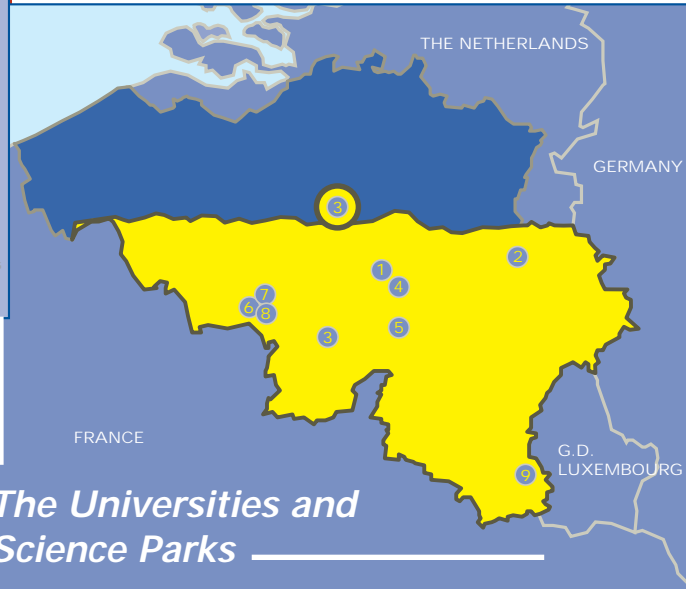 THE NETHERLANDS
GERMANY
3
2
1
4
7
6
8
5
3
FRANCE
G.D.
LUXEMBOURG
9
The Universities and
Science Parks